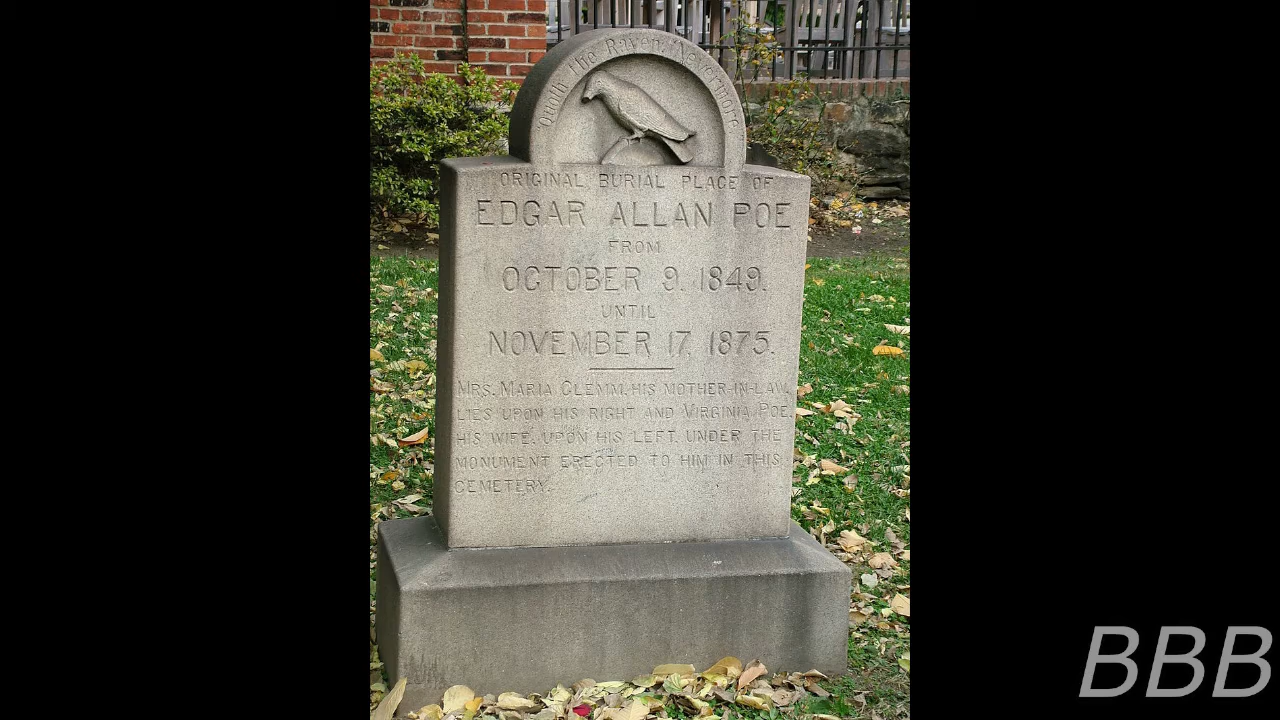 "Quoth the Raven, Nevermore."
ORIGINAL BURIAL PLACE OF
EDGAR ALLAN POE
FROM
OCTOBER 9, 1849.
UNTIL
NOVEMBER 17, 1875.
MRS. MARIA CLEMM, HIS MOTHER-IN-LAW,
LIES UPON HIS RIGHT AND VIRGINIA POE,
HIS WIFE, UPON HIS LEFT, UNDER THE
MONUMENT ERECTED TO HIM IN THIS
CEMETERY.
BBB